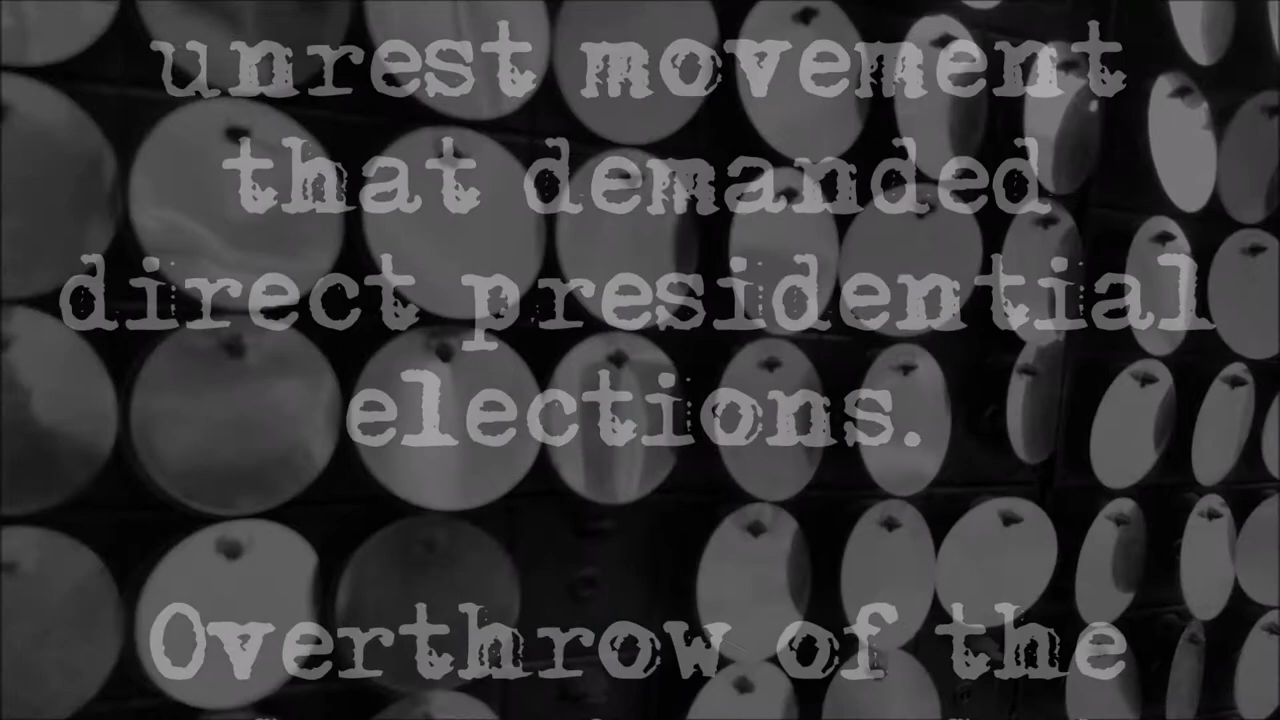 unrest movement
that demanded
direct presidential
elections.
Overthrow of the